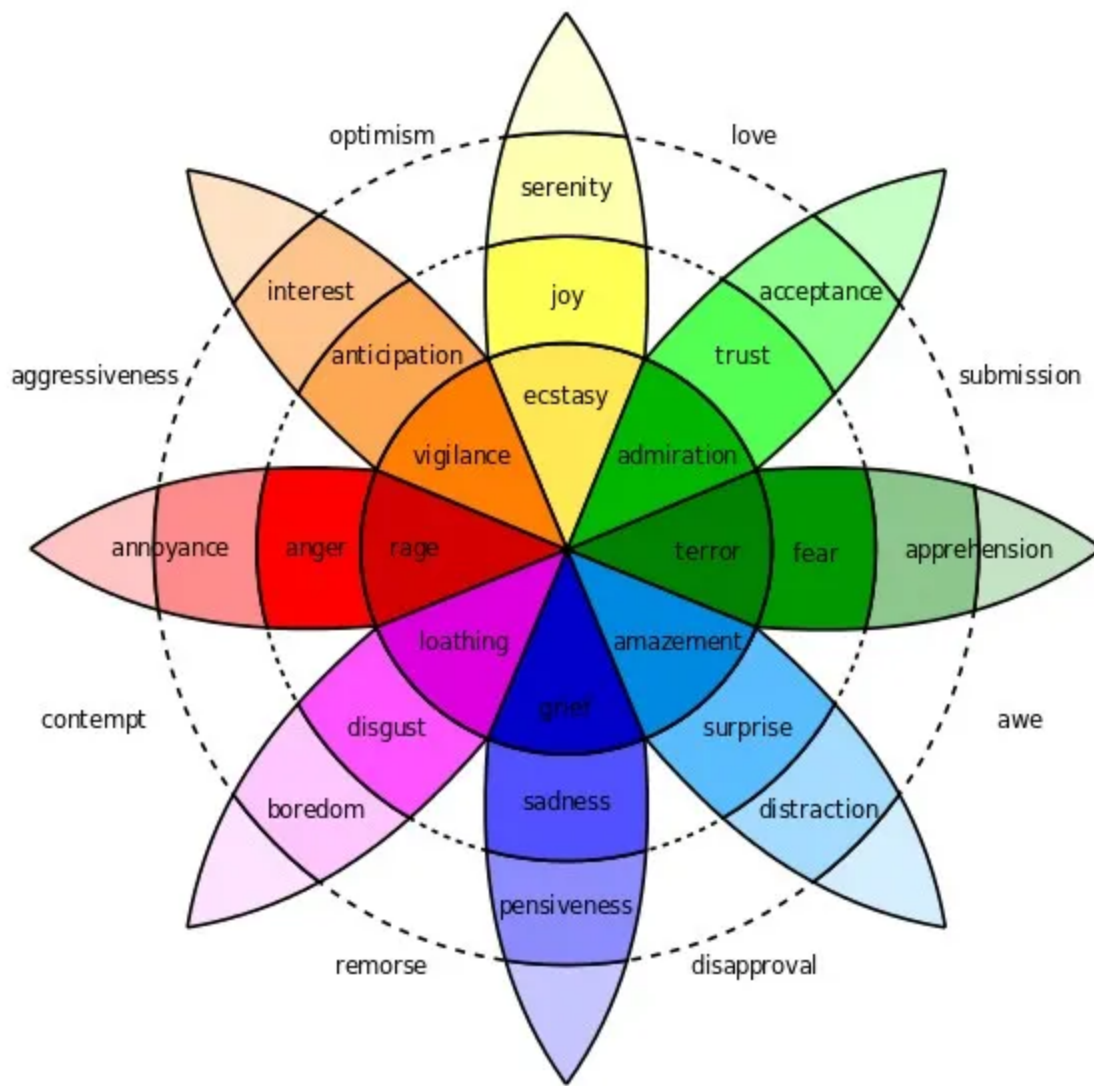 optimism
love
serenity
interest
acceptance
joy
anticipation
trust
aggressiveness
submission
ecstasy
vigilance
admiration
annoyance
anger
rage
terror
fear
apprehension
loathing
amazement
grief
contempt
awe
disgust
surprise
sadness
boredom
distraction
pensiveness
remorse
disapproval